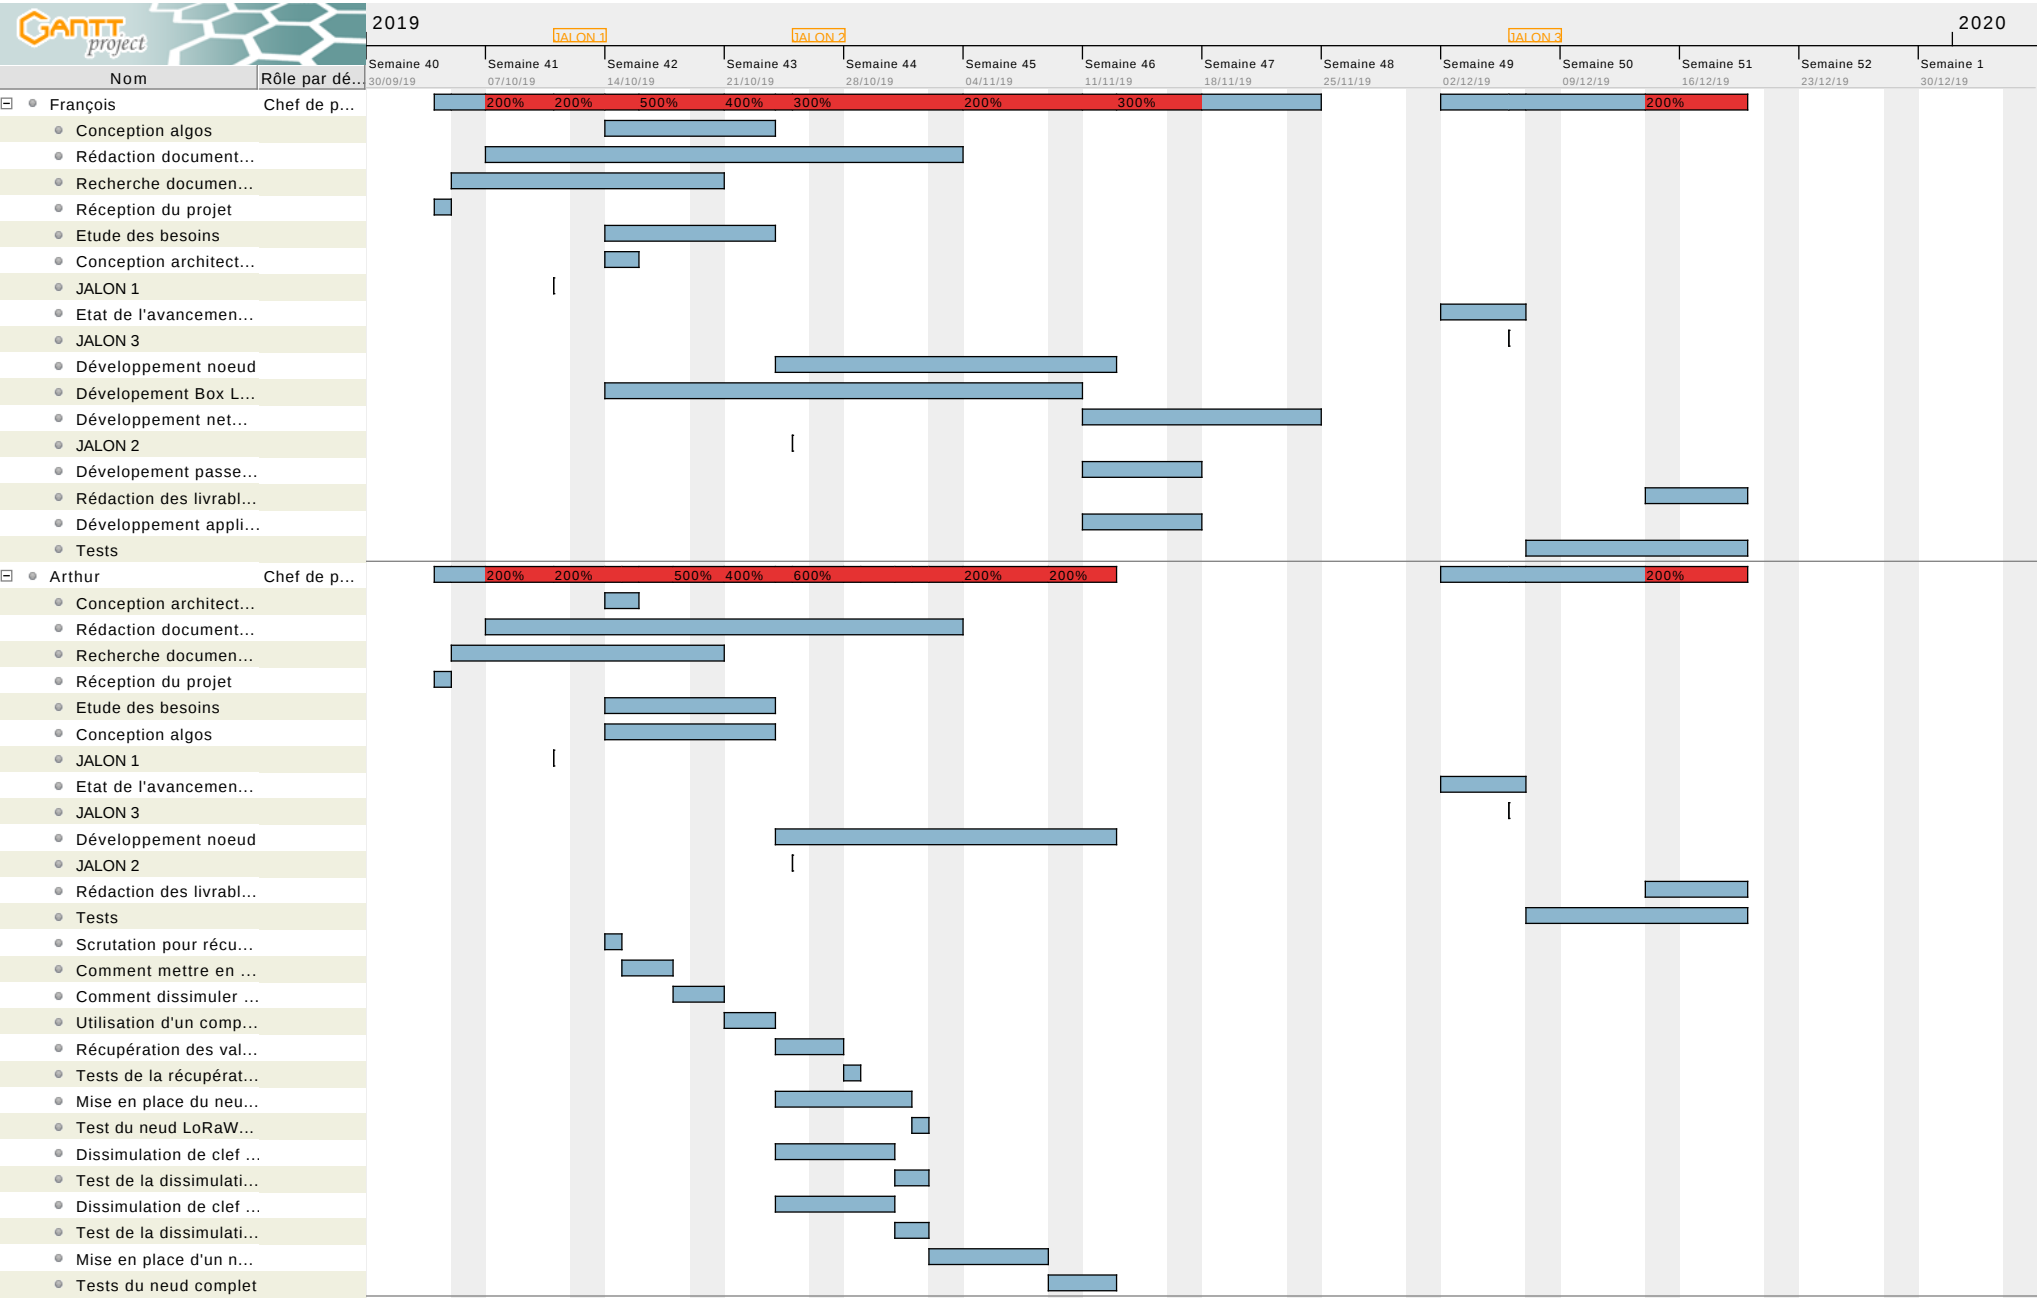 GANTT
project
2019
2020
JALON 1
JALON 2
JALON 3
Nom
Rôle par dé...
Semaine 40
Semaine 41
Semaine 42
Semaine 43
Semaine 44
Semaine 45
Semaine 46
Semaine 47
Semaine 48
Semaine 49
Semaine 50
Semaine 51
Semaine 52
Semaine 1
30/09/19
07/10/19
14/10/19
21/10/19
28/10/19
04/11/19
11/11/19
18/11/19
25/11/19
02/12/19
09/12/19
16/12/19
23/12/19
30/12/19
François
Chef de p...
200%
200%
500%
400%
300%
200%
300%
200%
Conception algos
Rédaction document...
Recherche documen...
Réception du projet
Etude des besoins
Conception architect...
JALON 1
Etat de l'avancemen...
JALON 3
Développement noeud
Dévelopement Box L...
Développement net...
JALON 2
Dévelopement passe...
Rédaction des livrabl...
Développement appli...
Tests
Arthur
Chef de p...
200%
200%
500%
400%
600%
200%
200%
200%
Conception architect...
Rédaction document...
Recherche documen...
Réception du projet
Etude des besoins
Conception algos
JALON 1
Etat de l'avancemen...
JALON 3
Développement noeud
JALON 2
Rédaction des livrabl...
Tests
Scrutation pour récu...
Comment mettre en ...
Comment dissimuler ...
Utilisation d'un comp...
Récupération des val...
Tests de la récupérat...
Mise en place du neu...
Test du neud LoRaW...
Dissimulation de clef ...
Test de la dissimulati...
Dissimulation de clef ...
Test de la dissimulati...
Mise en place d'un n...
Tests du neud complet